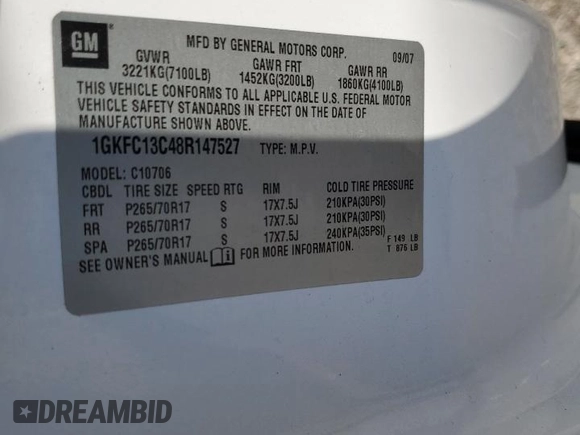 GM
MFD BY GENERAL MOTORS CORP. 09/07
GVWR GAWR FRT GAWR RR
3221KG(7100LB) 1452KG(3200LB) 1860KG(4100LB)
THIS VEHICLE CONFORMS TO ALL APPLICABLE U.S. FEDERAL MOTOR
VEHICLE SAFETY STANDARDS IN EFFECT ON THE DATE OF
MANUFACTURE SHOWN ABOVE.
1GKFC13C48R147527 TYPE: M.P.V.
MODEL: C10706
CBDL TIRE SIZE SPEED RTG RIM COLD TIRE PRESSURE
FRT P265/70R17 S 17X7.5J 210KPA(30PSI)
RR P265/70R17 S 17X7.5J 210KPA(30PSI)
SPA P265/70R17 S 17X7.5J 240KPA(35PSI) F 149 LB
SEE OWNER'S MANUAL FOR MORE INFORMATION. T 876 LB
DREAMBID